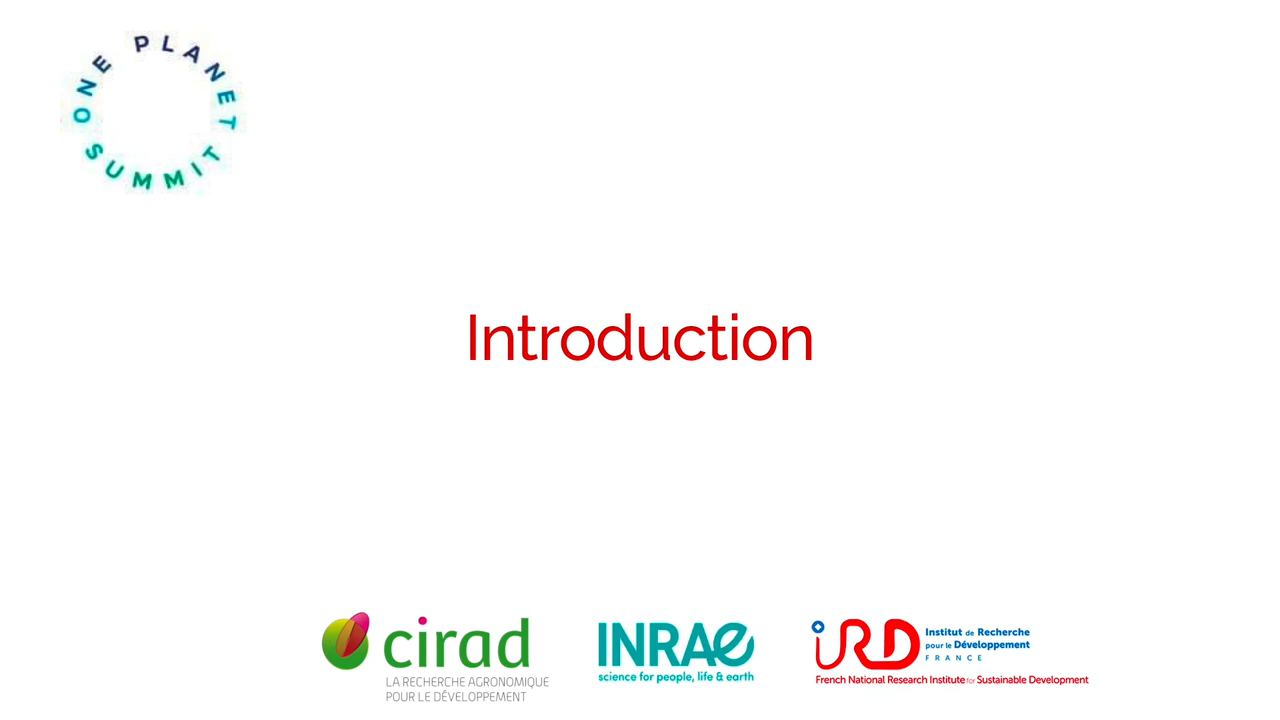 ONE PLANET
SUMMIT
Introduction
cirad
LA RECHERCHE AGRONOMIQUE
POUR LE DÉVELOPPEMENT
INRAE
science for people, life & earth
IRD
Institut de Recherche
pour le Développement
FRANCE
French National Research Institute for Sustainable Development